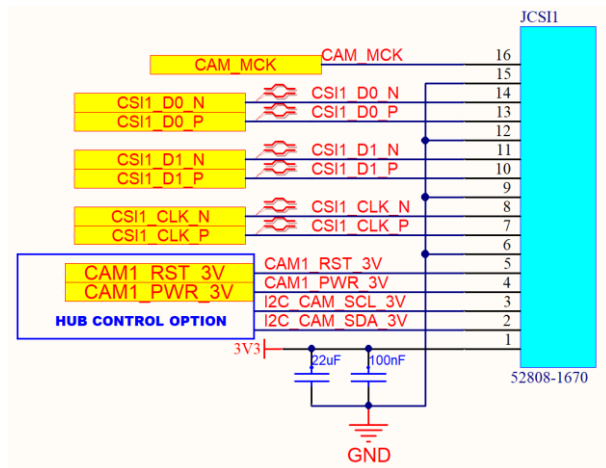 JCSI1
CAM_MCK CAM_MCK 16
15
CSI1_D0_N CSI1_D0_N 14
CSI1_D0_P CSI1_D0_P 13
12
CSI1_D1_N CSI1_D1_N 11
CSI1_D1_P CSI1_D1_P 10
9
CSI1_CLK_N CSI1_CLK_N 8
CSI1_CLK_P CSI1_CLK_P 7
6
CAM1_RST_3V CAM1_RST_3V 5
CAM1_PWR_3V CAM1_PWR_3V 4
I2C_CAM_SCL_3V 3
HUB CONTROL OPTION I2C_CAM_SDA_3V 2
3V3 1
22uF 100nF
52808-1670
GND